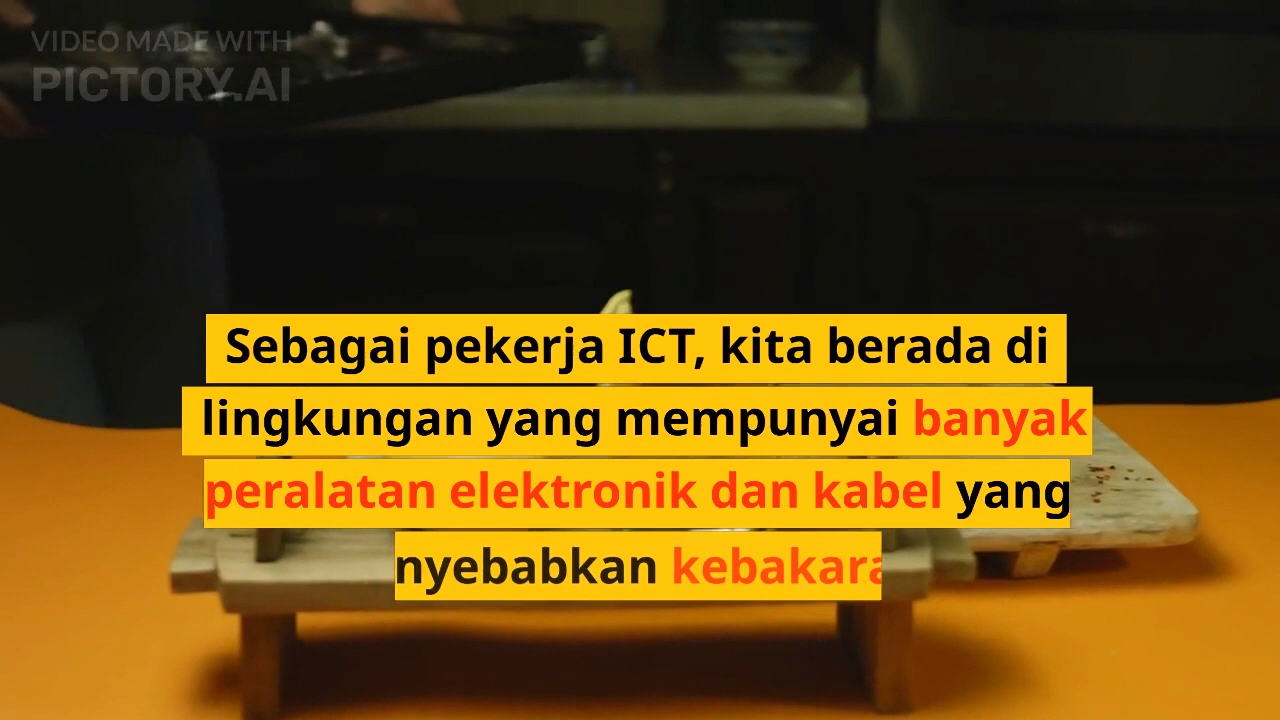 VIDEO MADE WITH
PICTORY.AI
Sebagai pekerja ICT, kita berada di
lingkungan yang mempunyai banyak
peralatan elektronik dan kabel yang
nyebabkan kebakara